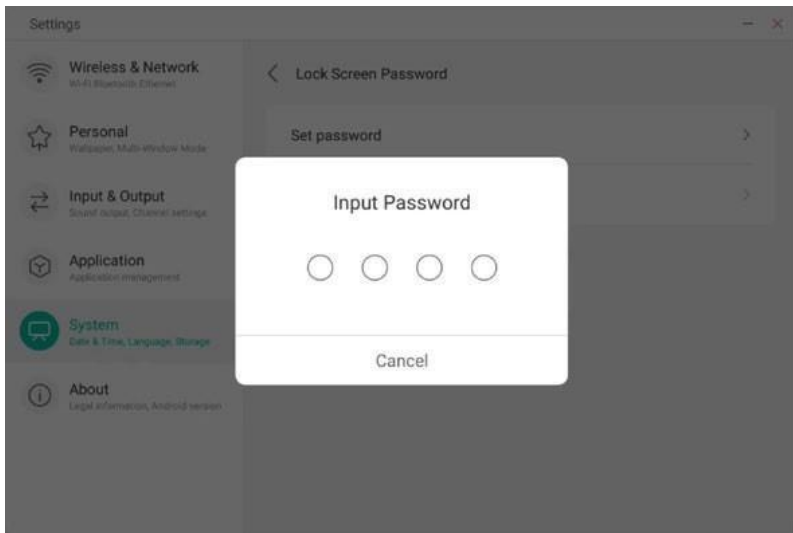 Settings
Wireless & Network
Wi-Fi Bluetooth Ethernet
Personal
Wallpaper, Multi-Window Mode
Input & Output
Sound output, Channel settings
Application
Application management
System
Date & Time, Language, Storage
About
Legal information, Android version
Lock Screen Password
Set password
Input Password
Cancel